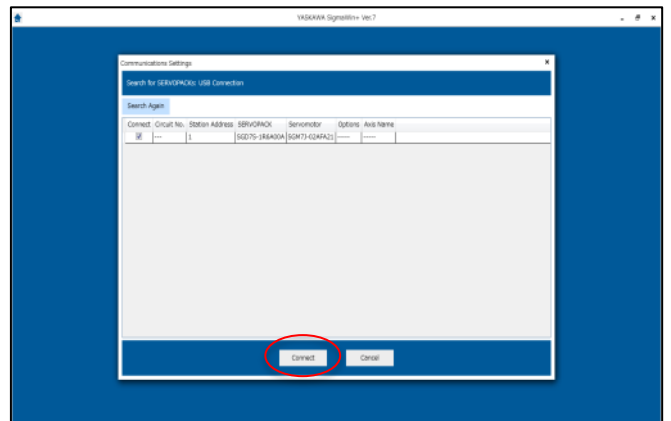 YASKAWA SigmaWin+ Ver.7
Communications Settings
Search for SERVOPACKs: USB Connection
Search Again
Connect Circuit No. Station Address SERVOPACK Servomotor Options Axis Name
--- 1 SGD7S-1R6A00A SGM7J-02AFA21 ----- -----
Connect Cancel